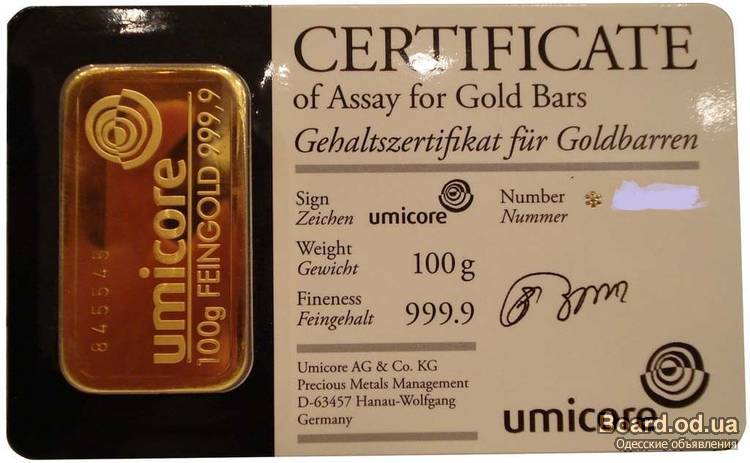 umicore
100g FEINGOLD 999,9
845545
CERTIFICATE
of Assay for Gold Bars
Gehaltszertifikat für Goldbarren
Sign
Zeichen
umicore
Number
Nummer
Weight
Gewicht
100 g
Fineness
Feingehalt
999.9
Umicore AG & Co. KG
Precious Metals Management
D-63457 Hanau-Wolfgang
Germany
umicore
Board.od.ua
Одесские объявления